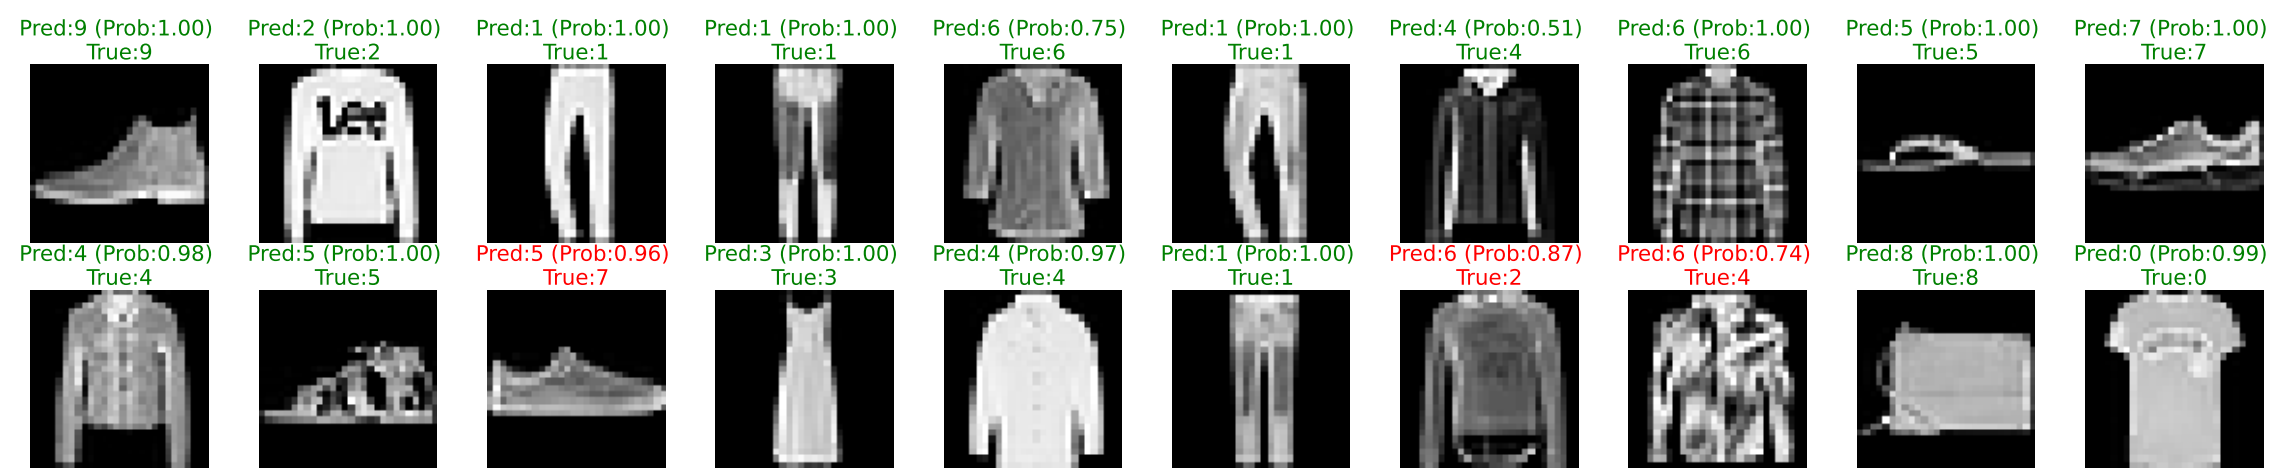 Pred:9 (Prob:1.00) Pred:2 (Prob:1.00) Pred:1 (Prob:1.00) Pred:1 (Prob:1.00) Pred:6 (Prob:0.75) Pred:1 (Prob:1.00) Pred:4 (Prob:0.51) Pred:6 (Prob:1.00) Pred:5 (Prob:1.00) Pred:7 (Prob:1.00)
True:9 True:2 True:1 True:1 True:6 True:1 True:4 True:6 True:5 True:7
Lee
Pred:4 (Prob:0.98) Pred:5 (Prob:1.00) Pred:5 (Prob:0.96) Pred:3 (Prob:1.00) Pred:4 (Prob:0.97) Pred:1 (Prob:1.00) Pred:6 (Prob:0.87) Pred:6 (Prob:0.74) Pred:8 (Prob:1.00) Pred:0 (Prob:0.99)
True:4 True:5 True:7 True:3 True:4 True:1 True:2 True:4 True:8 True:0